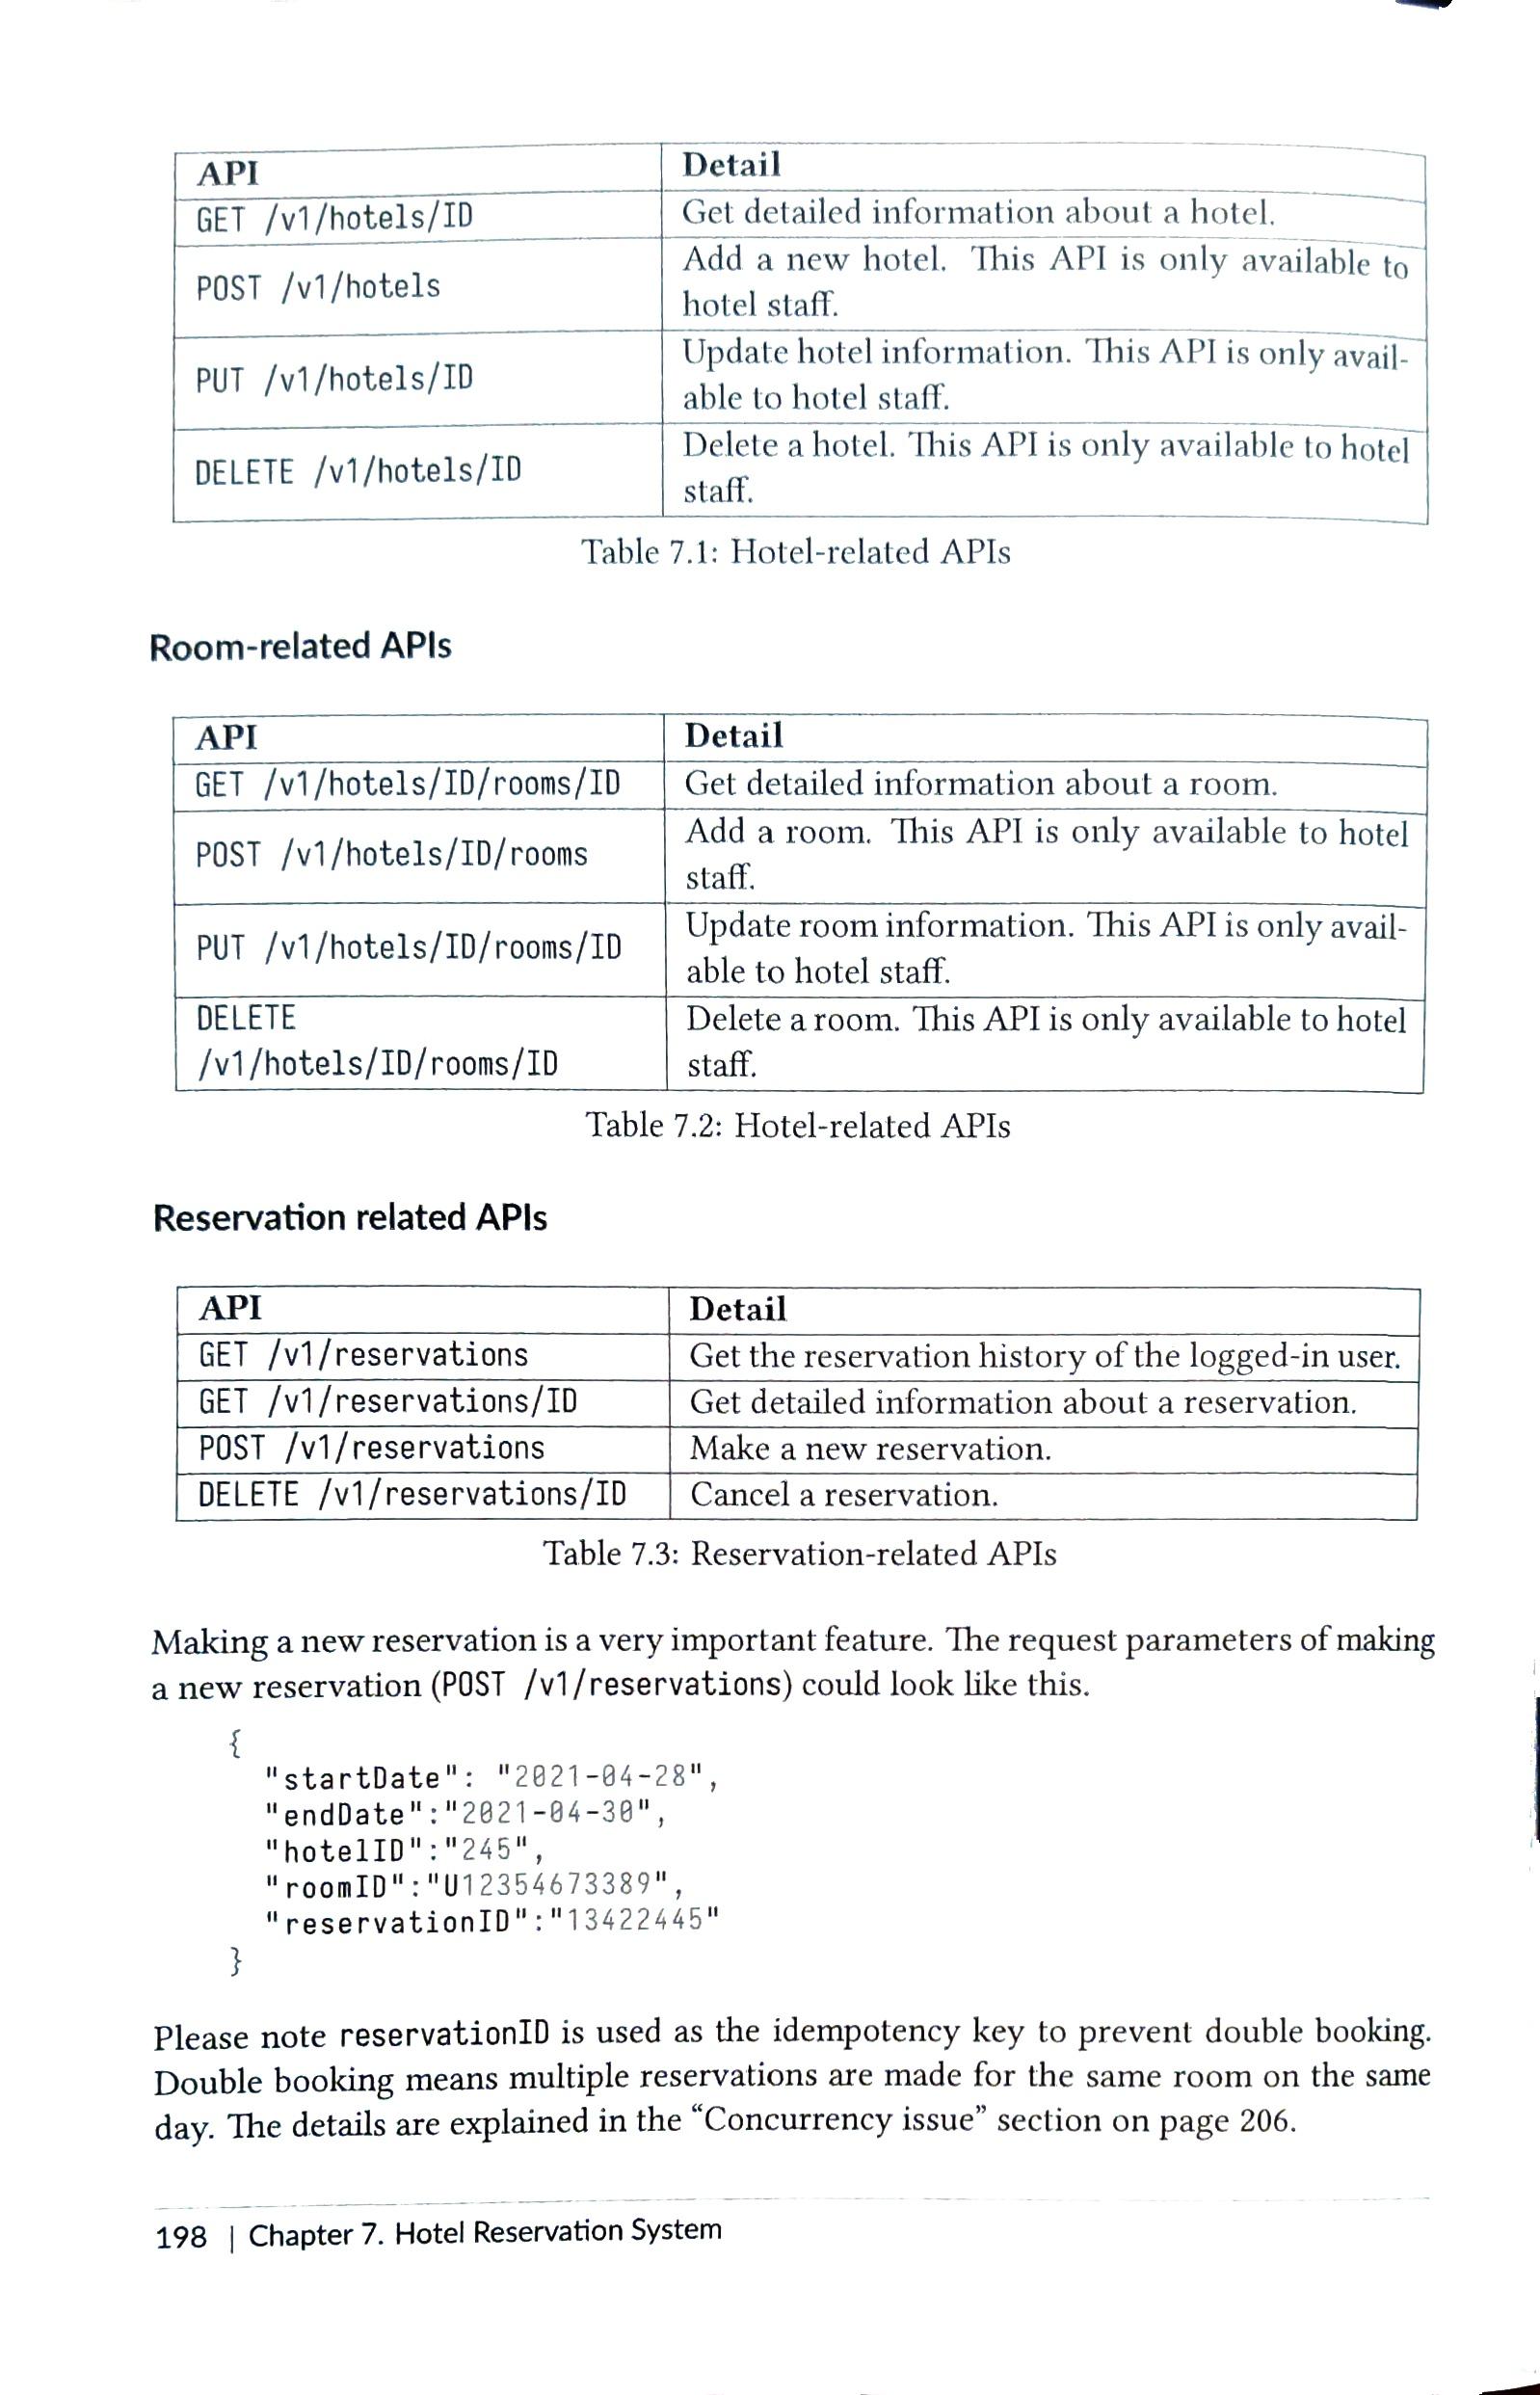 API Detail
GET /v1/hotels/ID Get detailed information about a hotel.
POST /v1/hotels Add a new hotel. This API is only available to
hotel staff.
PUT /v1/hotels/ID Update hotel information. This API is only avail-
able to hotel staff.
DELETE /v1/hotels/ID Delete a hotel. This API is only available to hotel
staff.
Table 7.1: Hotel-related APIs
Room-related APIs
API Detail
GET /v1/hotels/ID/rooms/ID Get detailed information about a room.
POST /v1/hotels/ID/rooms Add a room. This API is only available to hotel
staff.
PUT /v1/hotels/ID/rooms/ID Update room information. This API is only avail-
able to hotel staff.
DELETE Delete a room. This API is only available to hotel
/v1/hotels/ID/rooms/ID staff.
Table 7.2: Hotel-related APIs
Reservation related APIs
API Detail
GET /v1/reservations Get the reservation history of the logged-in user.
GET /v1/reservations/ID Get detailed information about a reservation.
POST /v1/reservations Make a new reservation.
DELETE /v1/reservations/ID Cancel a reservation.
Table 7.3: Reservation-related APIs
Making a new reservation is a very important feature. The request parameters of making
a new reservation (POST /v1/reservations) could look like this.
{
"startDate": "2021-04-28",
"endDate":"2021-04-30",
"hotelID":"245",
"roomID":"U12354673389",
"reservationID":"13422445"
}
Please note reservationID is used as the idempotency key to prevent double booking.
Double booking means multiple reservations are made for the same room on the same
day. The details are explained in the “Concurrency issue” section on page 206.
198 | Chapter 7. Hotel Reservation System